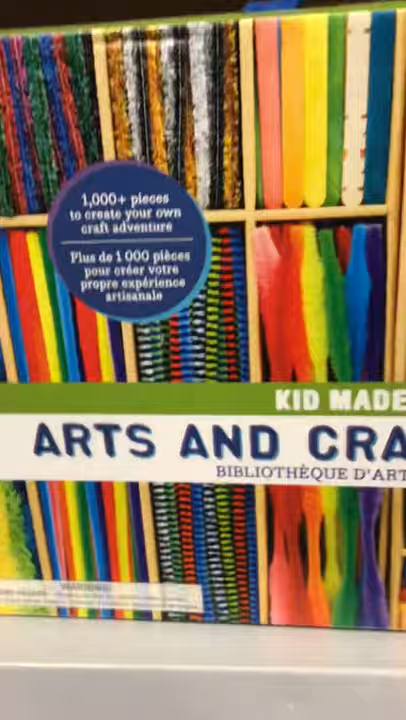 1,000+ pieces
to create your own
craft adventure
Plus de 1 000 pièces
pour créer votre
propre expérience
artisanale
KID MADE
ARTS AND CRA
BIBLIOTHÈQUE D'ART
WARNING: